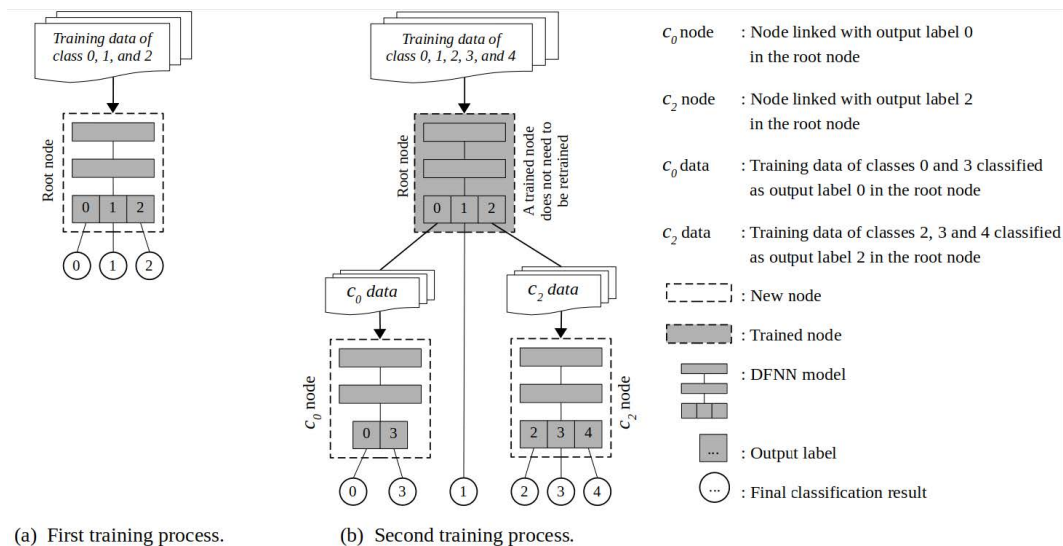 Training data of
class 0, 1, and 2
Root node
0 1 2
0 1 2
(a) First training process.
Training data of
class 0, 1, 2, 3, and 4
Root node
A trained node
does not need to
be retrained
0 1 2
c0 data
c2 data
c0 node
0 3
c2 node
2 3 4
0 3 1 2 3 4
(b) Second training process.
c0 node : Node linked with output label 0
in the root node
c2 node : Node linked with output label 2
in the root node
c0 data : Training data of classes 0 and 3 classified
as output label 0 in the root node
c2 data : Training data of classes 2, 3 and 4 classified
as output label 2 in the root node
: New node
: Trained node
: DFNN model
... : Output label
... : Final classification result